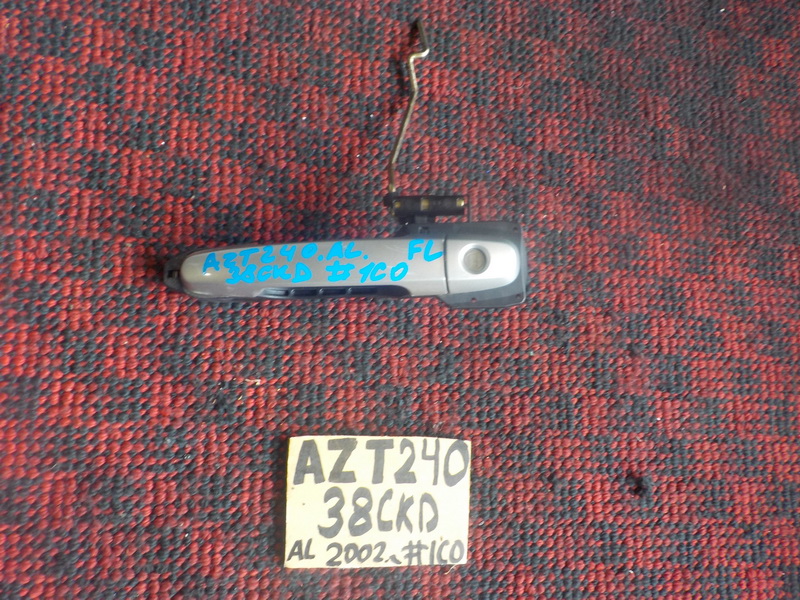 AZT240.AL. FL
38CKD #1C0
AZT240
38CKD
AL 2002. #1C0